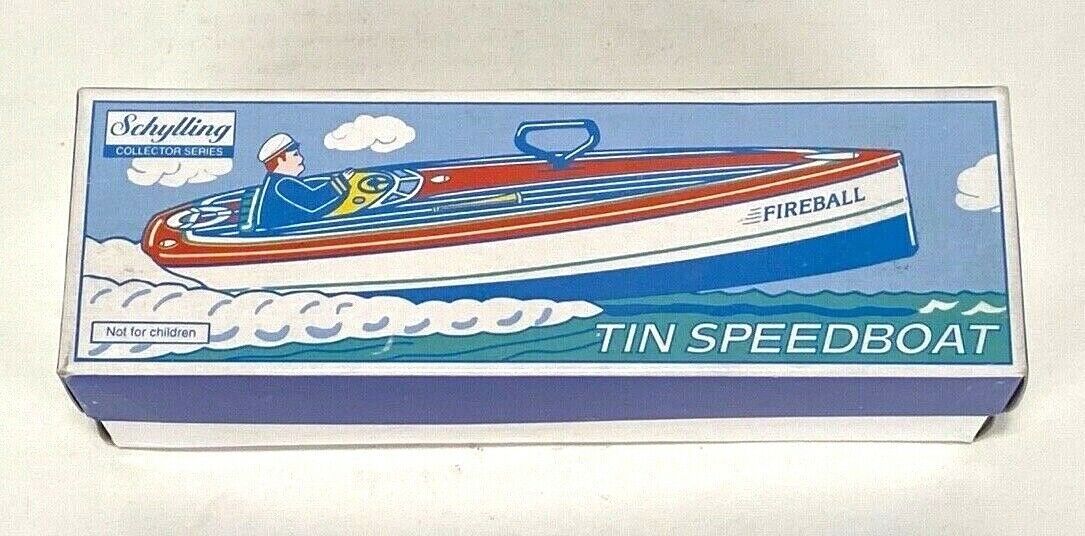 Schylling
COLLECTOR SERIES
FIREBALL
Not for children
TIN SPEEDBOAT